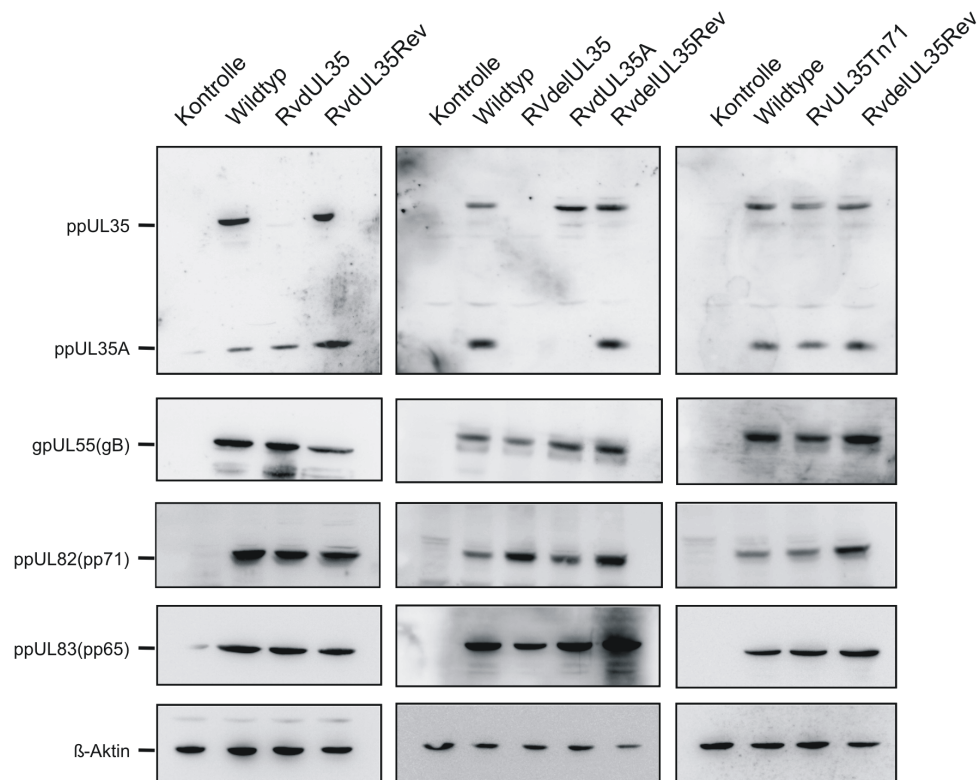 Kontrolle
Wildtyp
RvdUL35
RvdUL35Rev
Kontrolle
Wildtyp
RVdelUL35
RvdUL35A
RvdelUL35Rev
Kontrolle
Wildtype
RvUL35Tn71
RvdelUL35Rev
ppUL35
ppUL35A
gpUL55(gB)
ppUL82(pp71)
ppUL83(pp65)
ß-Aktin